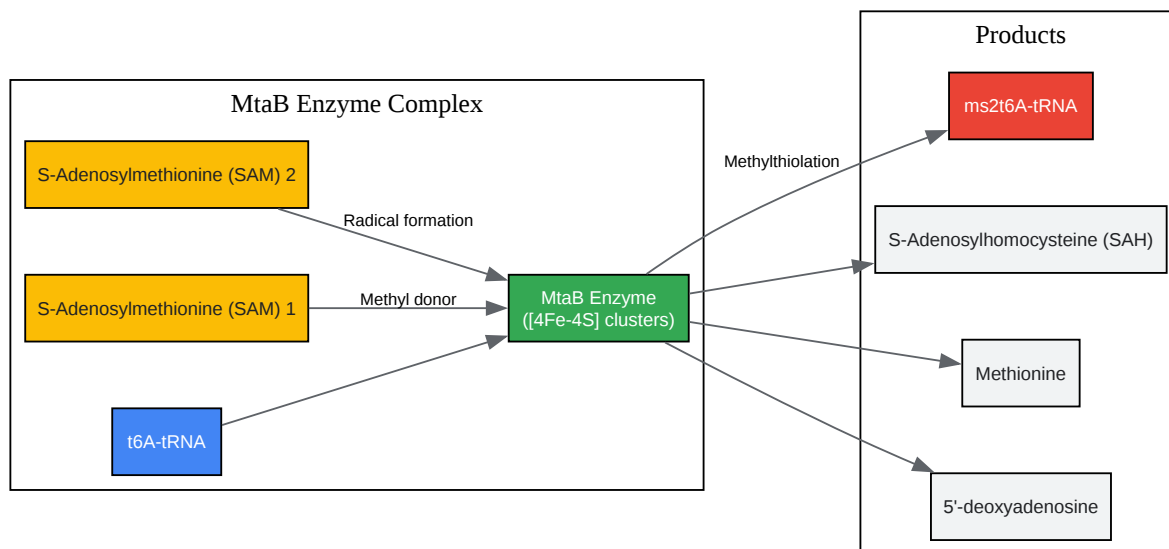 Products
MtaB Enzyme Complex
ms2t6A-tRNA
S-Adenosylmethionine (SAM) 2
Methylthiolation
Radical formation
S-Adenosylhomocysteine (SAH)
S-Adenosylmethionine (SAM) 1
Methyl donor
MtaB Enzyme
([4Fe-4S] clusters)
Methionine
t6A-tRNA
5'-deoxyadenosine